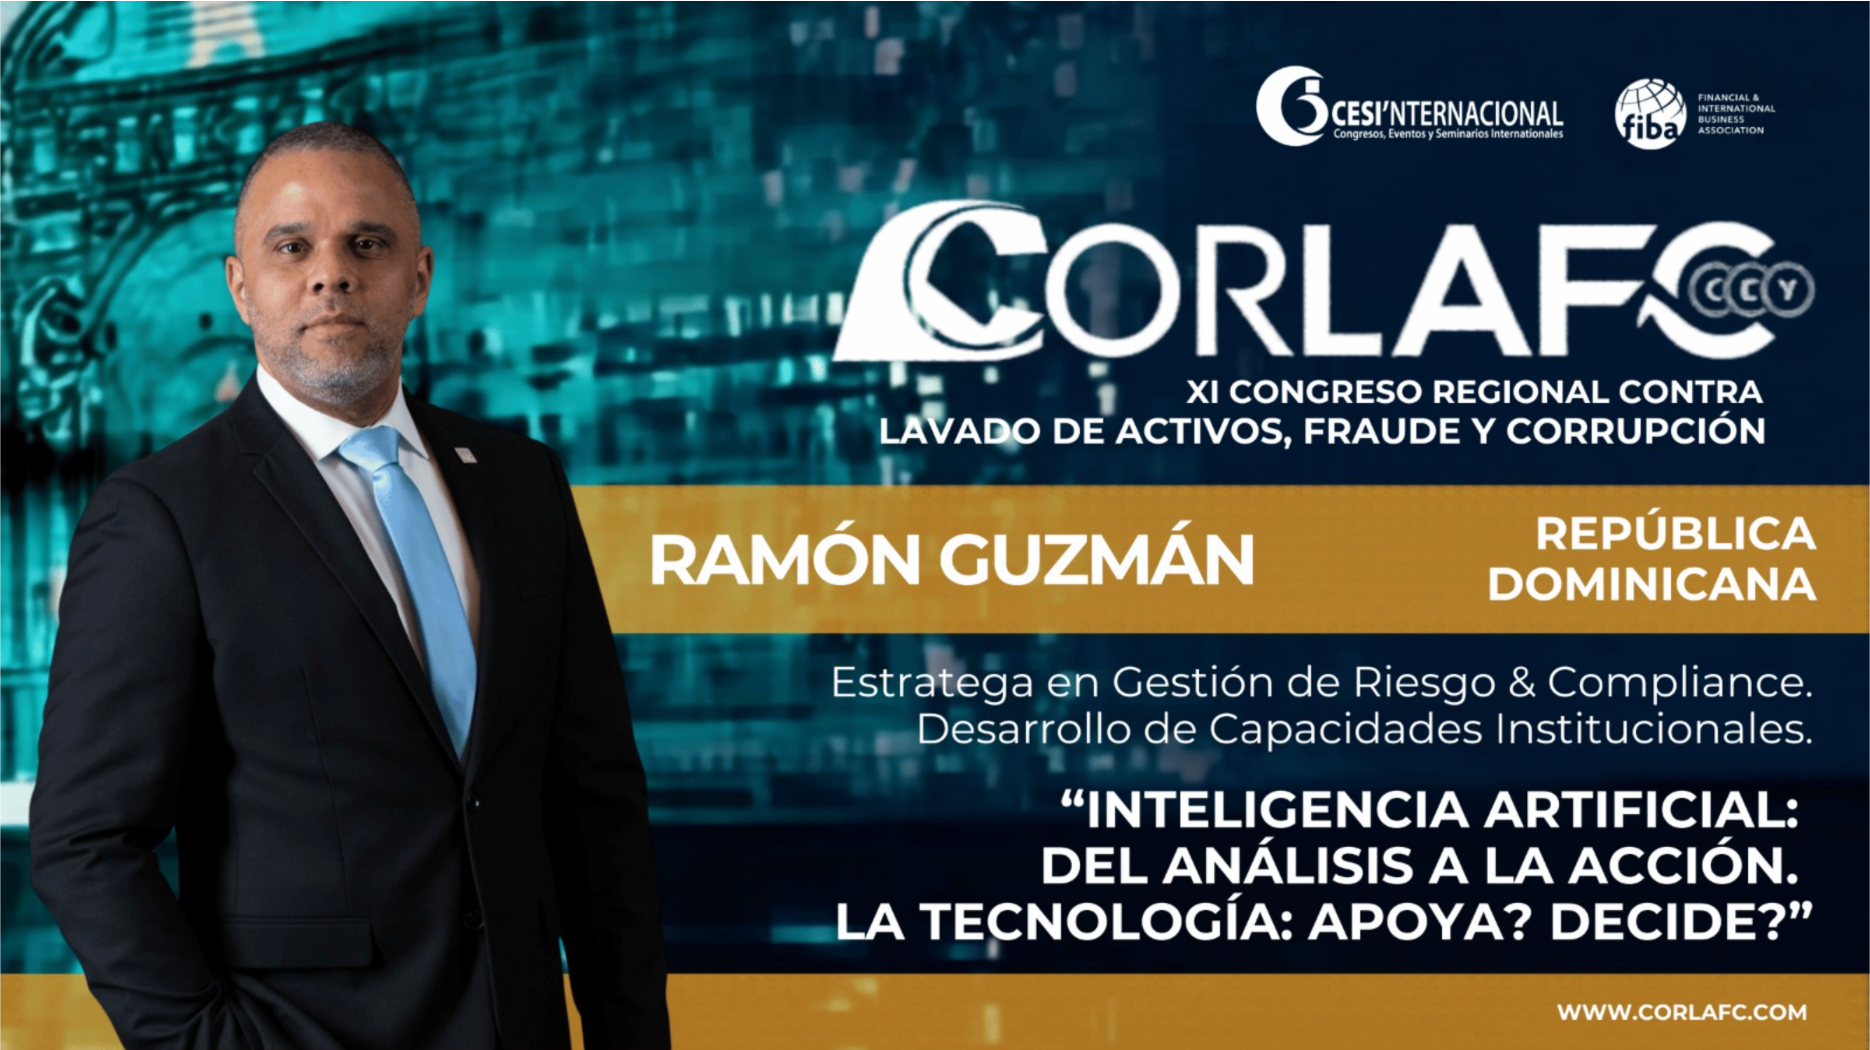 CESI'NTERNACIONAL
Congresos, Eventos y Seminarios Internationales
fiba
FINANCIAL &
INTERNATIONAL
BUSINESS
ASSOCIATION
CORLAFC
CCY
XI CONGRESO REGIONAL CONTRA
LAVADO DE ACTIVOS, FRAUDE Y CORRUPCIÓN
RAMÓN GUZMÁN
REPÚBLICA
DOMINICANA
Estratega en Gestión de Riesgo & Compliance.
Desarrollo de Capacidades Institucionales.
“INTELIGENCIA ARTIFICIAL:
DEL ANÁLISIS A LA ACCIÓN.
LA TECNOLOGÍA: APOYA? DECIDE?”
WWW.CORLAFC.COM